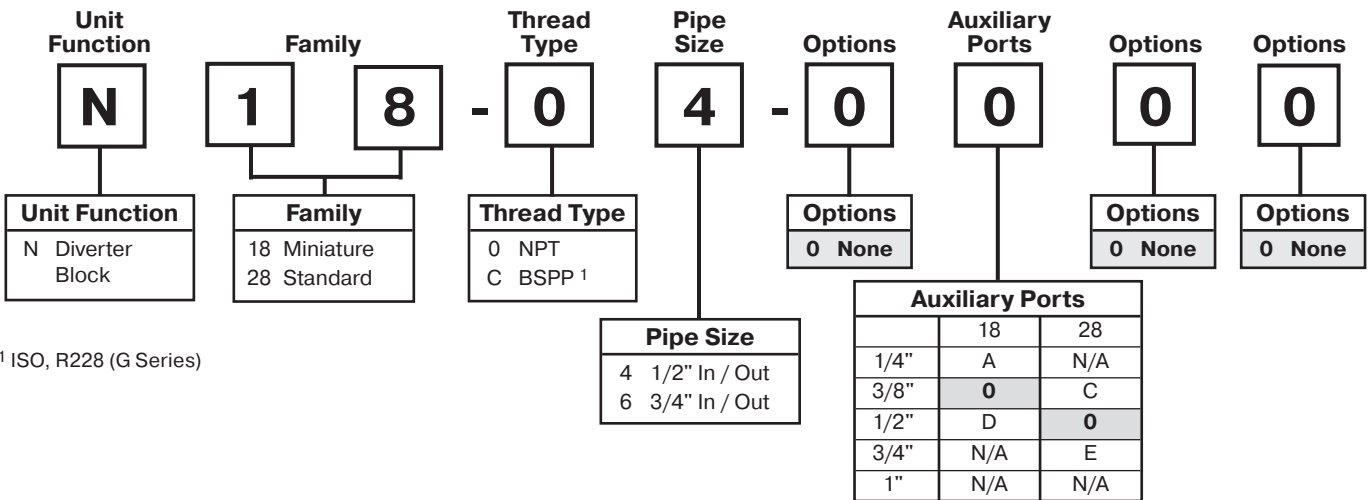 Unit
Function
Family
Thread
Type
Pipe
Size
Options
Auxiliary
Ports
Options
Options
N 1 8 - 0 4 - 0 0 0 0
Unit Function
N Diverter
Block
Family
18 Miniature
28 Standard
Thread Type
0 NPT
C BSPP 1
Options
0 None
Options
0 None
Options
0 None
1 ISO, R228 (G Series)
Pipe Size
4 1/2" In / Out
6 3/4" In / Out
Auxiliary Ports
18 28
1/4" A N/A
3/8" 0 C
1/2" D 0
3/4" N/A E
1" N/A N/A